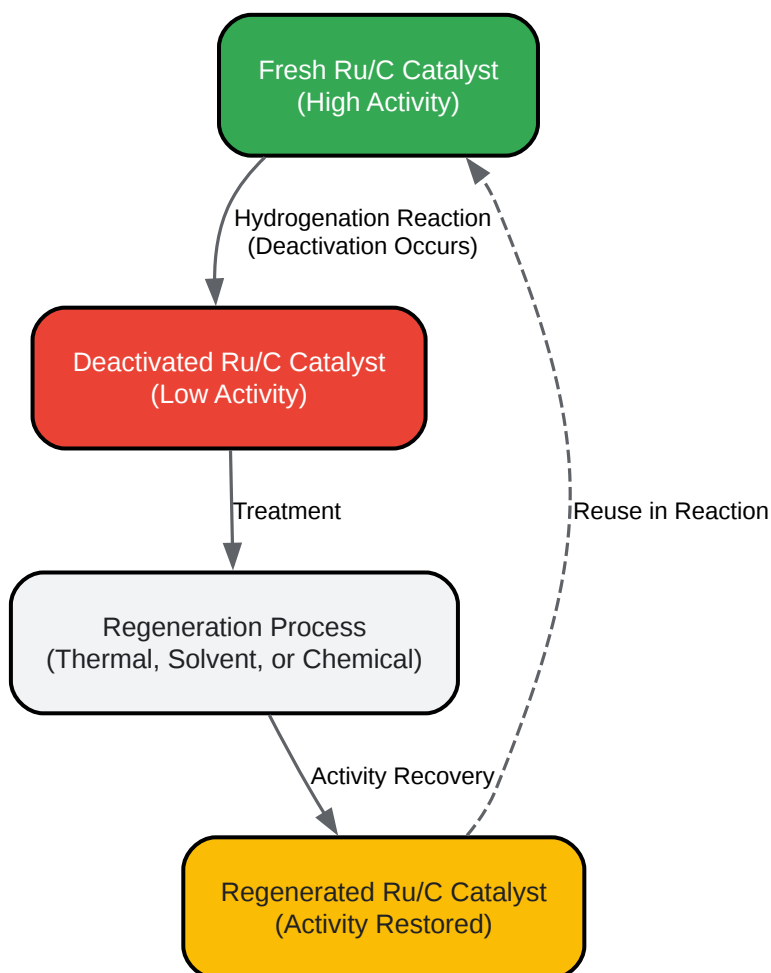 Fresh Ru/C Catalyst
(High Activity)
Hydrogenation Reaction
(Deactivation Occurs)
Deactivated Ru/C Catalyst
(Low Activity)
Treatment
Reuse in Reaction
Regeneration Process
(Thermal, Solvent, or Chemical)
Activity Recovery
Regenerated Ru/C Catalyst
(Activity Restored)